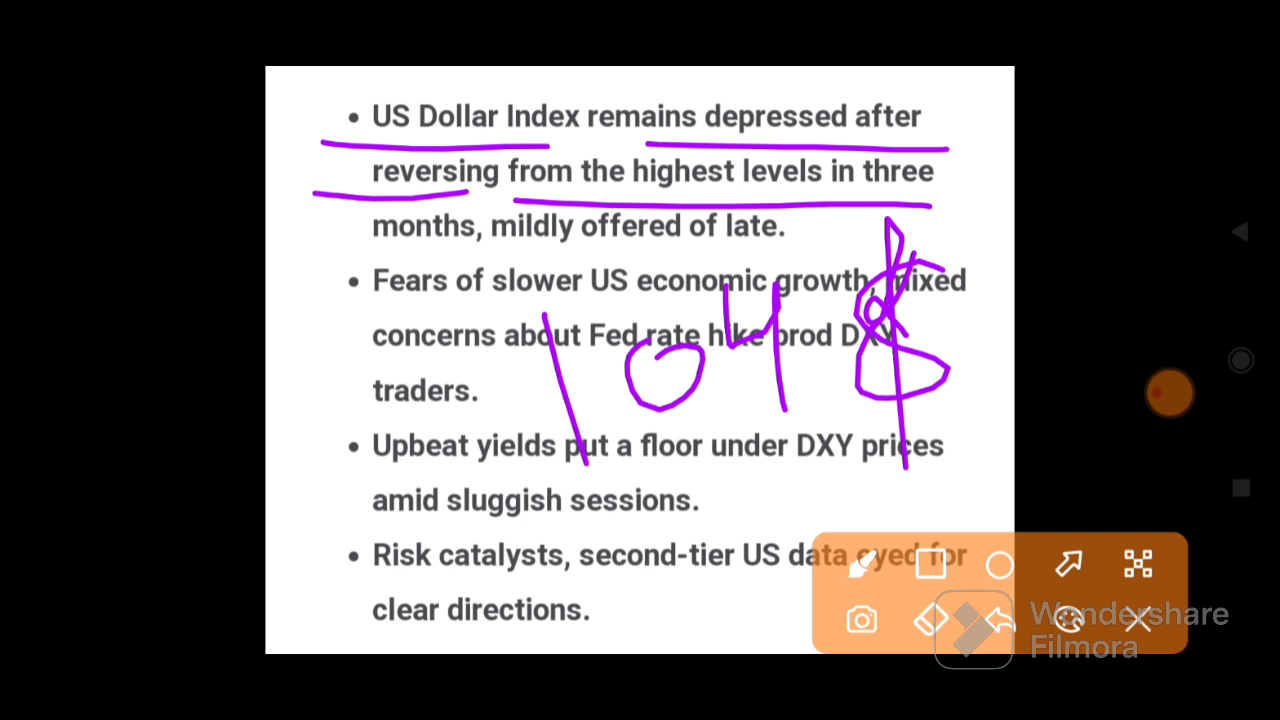 US Dollar Index remains depressed after
reversing from the highest levels in three
months, mildly offered of late.
Fears of slower US economic growth, mixed
concerns about Fed rate hike prod DXY
traders.
104$
Upbeat yields put a floor under DXY prices
amid sluggish sessions.
Risk catalysts, second-tier US data eyed for
clear directions.
Wondershare
Filmora